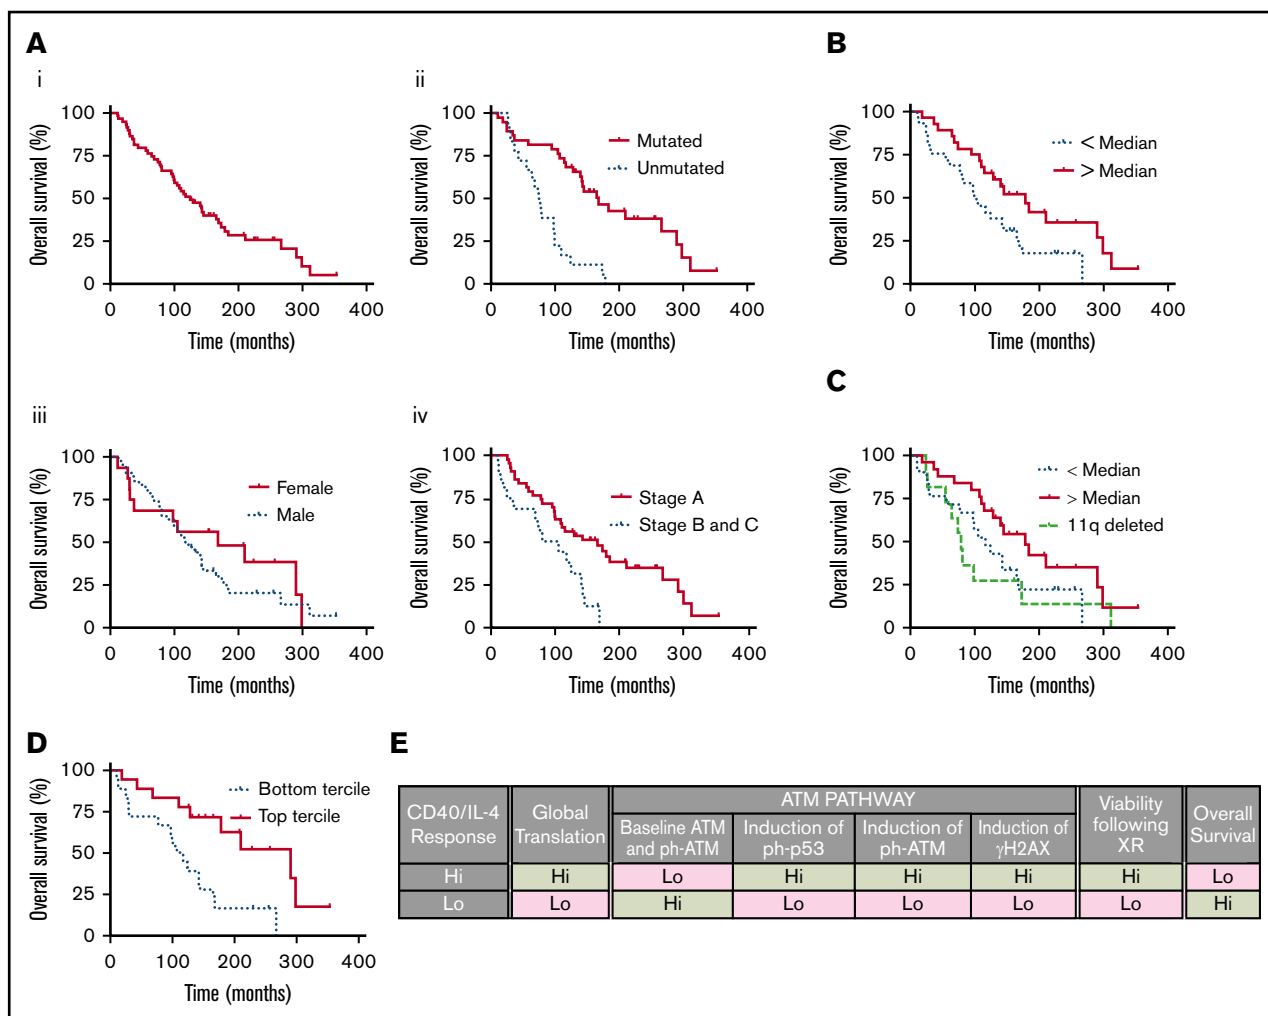 A
i
Overall survival (%)
100
75
50
25
0
0 100 200 300 400
Time (months)
ii
Overall survival (%)
100
75
50
25
0
Mutated
Unmutated
0 100 200 300 400
Time (months)
B
Overall survival (%)
100
75
50
25
0
< Median
> Median
0 100 200 300 400
Time (months)
iii
Overall survival (%)
100
75
50
25
0
Female
Male
0 100 200 300 400
Time (months)
iv
Overall survival (%)
100
75
50
25
0
Stage A
Stage B and C
0 100 200 300 400
Time (months)
C
Overall survival (%)
100
75
50
25
0
< Median
> Median
11q deleted
0 100 200 300 400
Time (months)
D
Overall survival (%)
100
75
50
25
0
Bottom tercile
Top tercile
0 100 200 300 400
Time (months)
E
CD40/IL-4
Response
Global
Translation
ATM PATHWAY
Baseline ATM
and ph-ATM
Induction of
ph-p53
Induction of
ph-ATM
Induction of
γH2AX
Viability
following
XR
Overall
Survival
Hi Hi Lo Hi Hi Hi Hi Lo
Lo Lo Hi Lo Lo Lo Lo Hi